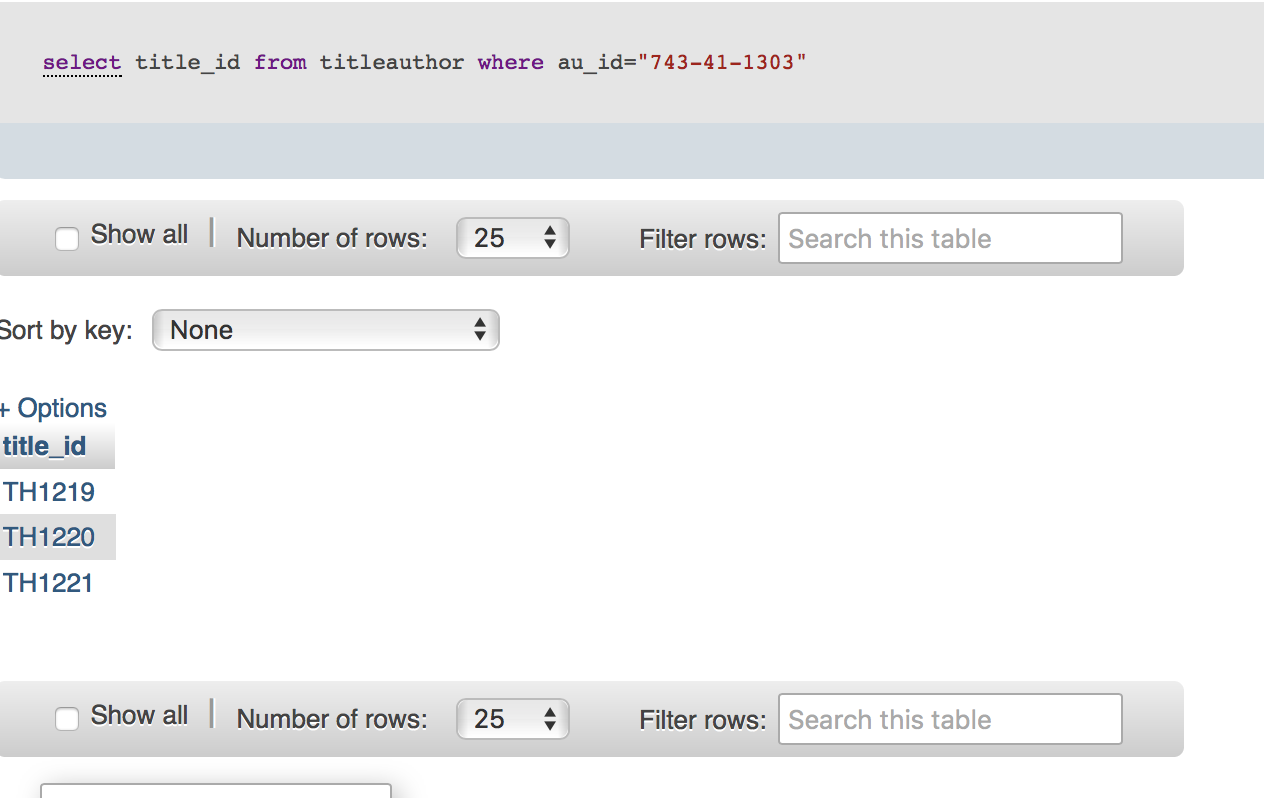 select title_id from titleauthor where au_id="743-41-1303"
Show all | Number of rows: 25 Filter rows: Search this table
Sort by key: None
+ Options
title_id
TH1219
TH1220
TH1221
Show all | Number of rows: 25 Filter rows: Search this table